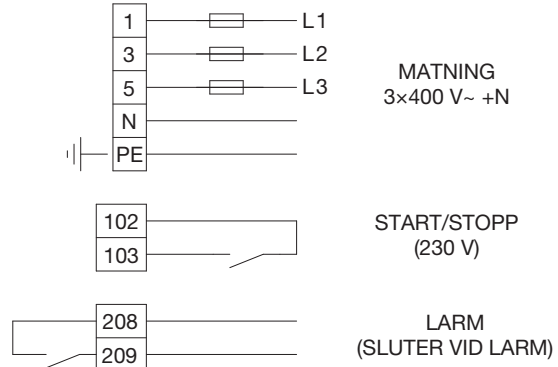 1 L1
3 L2
5 L3
N
PE
MATNING
3×400 V~ +N
102
103
START/STOPP
(230 V)
208
209
LARM
(SLUTER VID LARM)